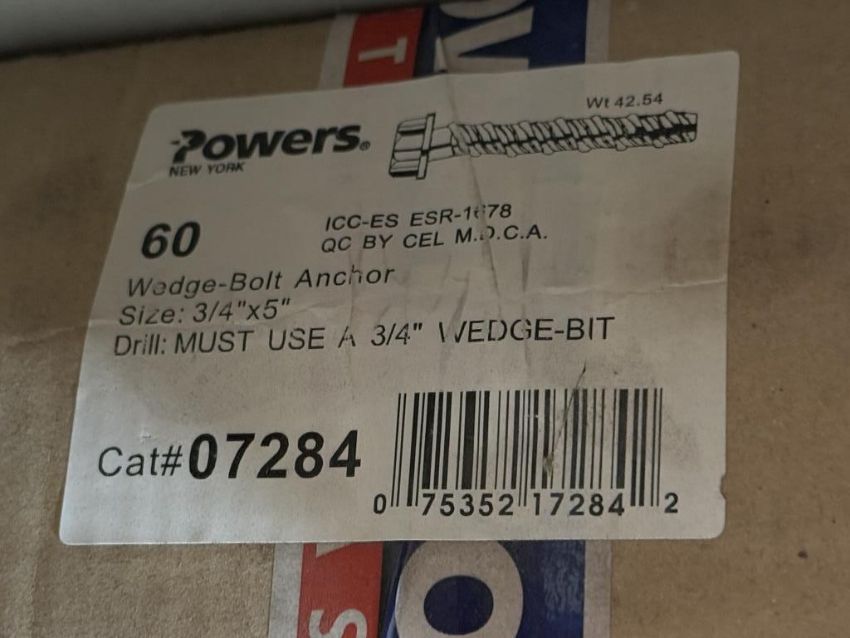 T OV
Wt 42.54
Powers®
NEW YORK
60
ICC-ES ESR-1678
QC BY CEL M.D.C.A.
Wedge-Bolt Anchor
Size: 3/4"x5"
Drill: MUST USE A 3/4" WEDGE-BIT
Cat#07284
0 75352 17284 2
S O